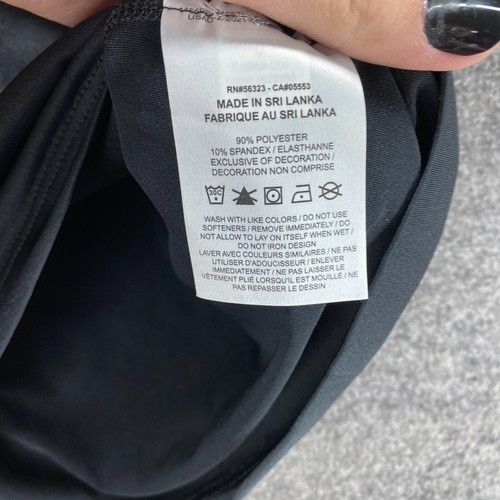 RN#56323 - CA#05553
MADE IN SRI LANKA
FABRIQUE AU SRI LANKA
90% POLYESTER
10% SPANDEX / ELASTHANNE
EXCLUSIVE OF DECORATION /
DECORATION NON COMPRISE
30C
WASH WITH LIKE COLORS / DO NOT USE
SOFTENERS / REMOVE IMMEDIATELY / DO
NOT ALLOW TO LAY ON ITSELF WHEN WET /
DO NOT IRON DESIGN
LAVER AVEC COULEURS SIMILAIRES / NE PAS
UTILISER D'ADOUCISSEUR / ENLEVER
IMMEDIATEMENT / NE PAS LAISSER LE
VÊTEMENT PLIÉ LORSQU'IL EST MOUILLÉ / NE
PAS REPASSER LE DESSIN